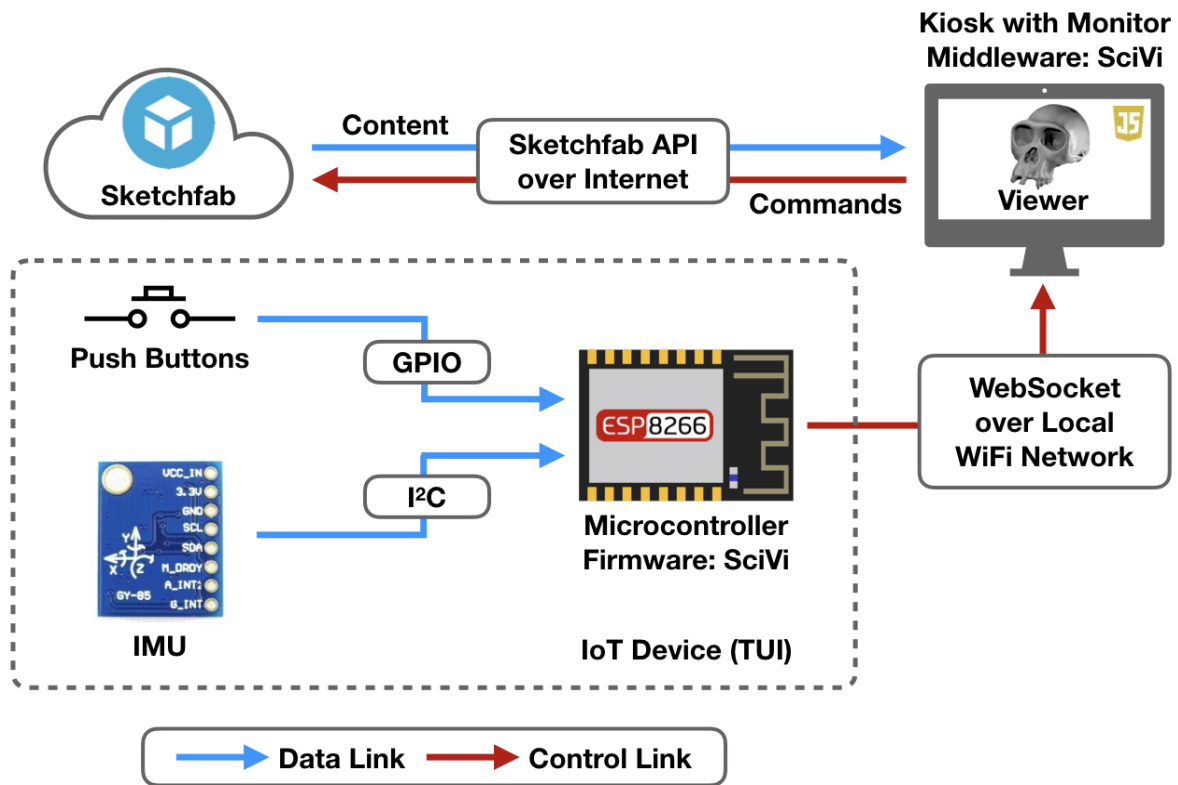 Kiosk with Monitor
Middleware: SciVi
Sketchfab
Content
Sketchfab API
over Internet
Commands
JS
Viewer
Push Buttons
GPIO
I²C
ESP8266
Microcontroller
Firmware: SciVi
WebSocket
over Local
WiFi Network
VCC_IN
3.3V
GND
SCL
SDA
M_DRDY
A_INT1
G_INT
Y
X
Z
GY-85
IMU
IoT Device (TUI)
Data Link
Control Link